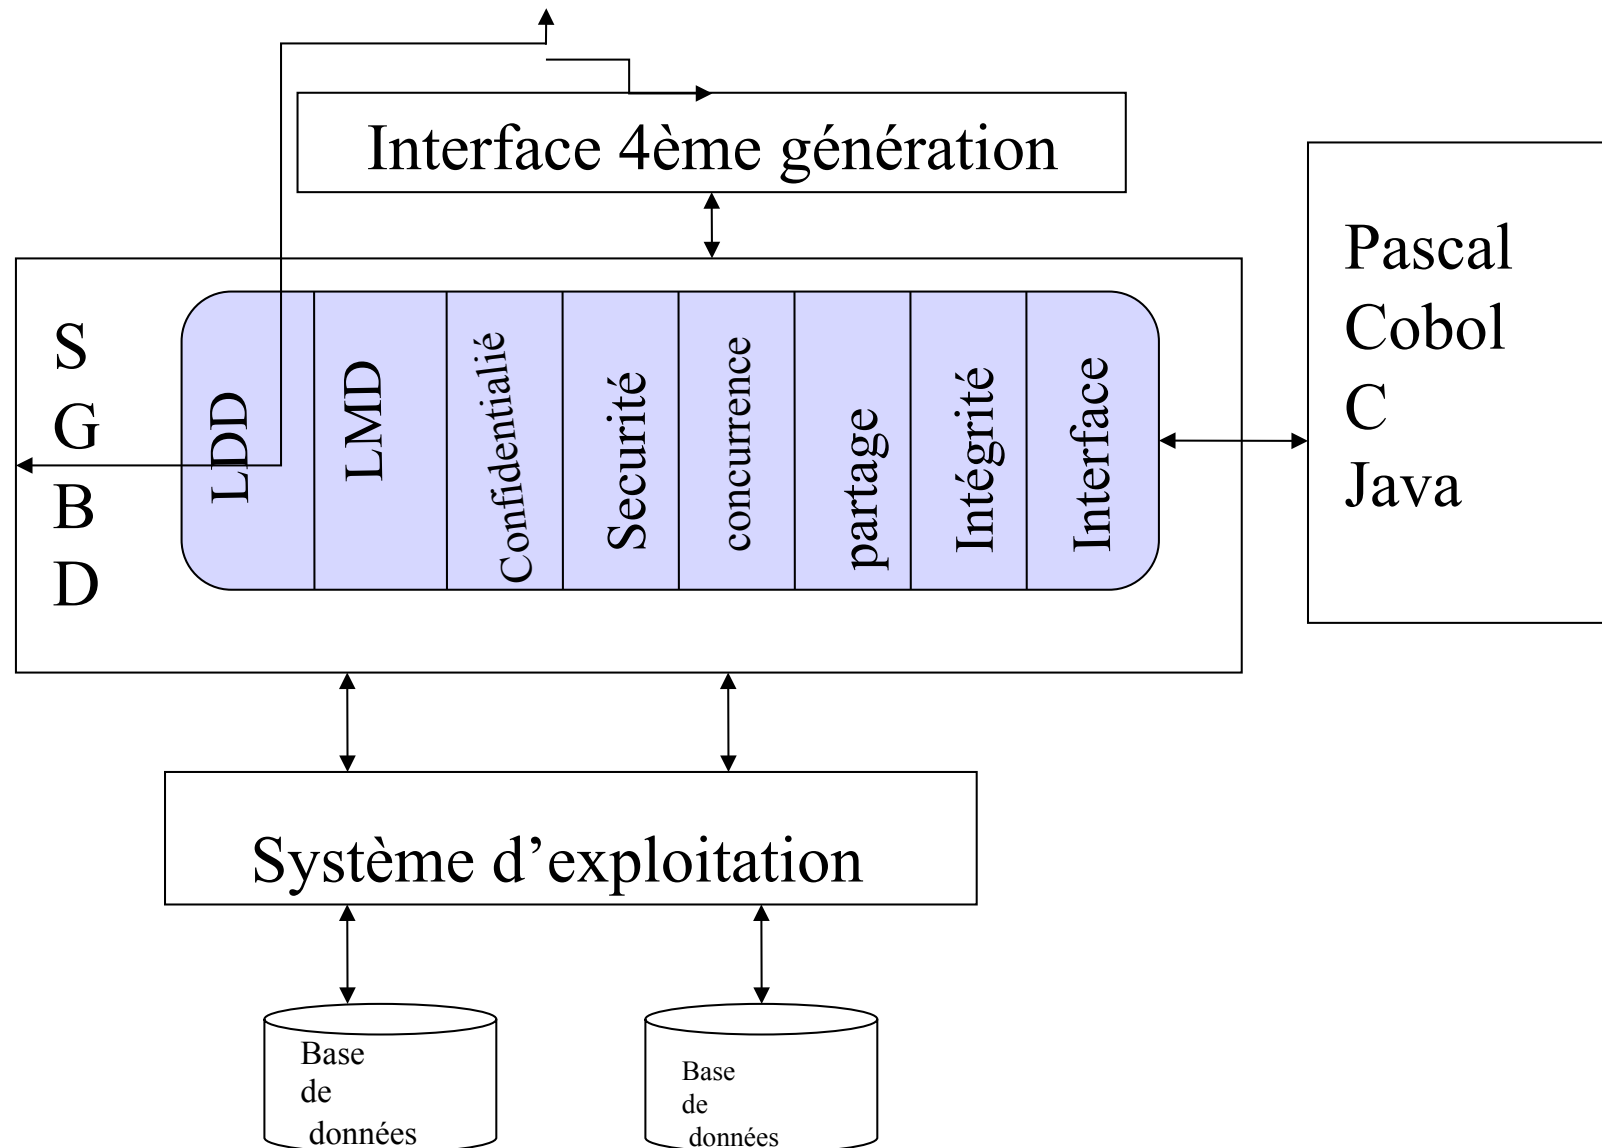 Interface 4ème génération
Pascal
Cobol
C
Java
S
G
B
D
LDD
LMD
Confidentialié
Securité
concurrence
partage
Intégrité
Interface
Système d’exploitation
Base
de
données
Base
de
données